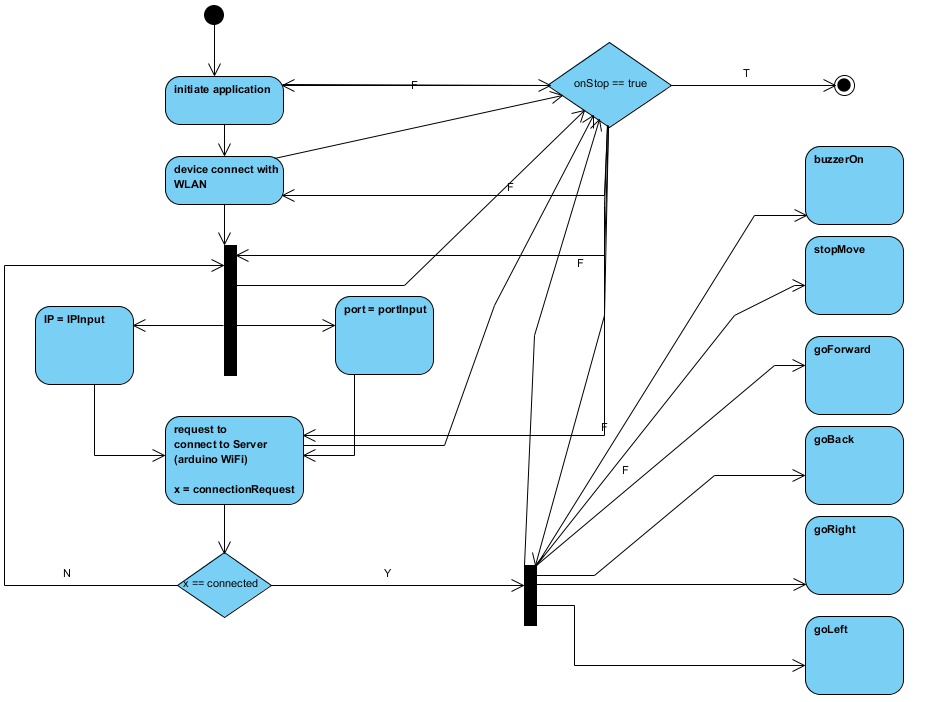 initiate application
F
onStop == true
T
device connect with
WLAN
F
buzzerOn
stopMove
F
IP = IPInput
port = portInput
goForward
request to
connect to Server
(arduino WiFi)
x = connectionRequest
F
goBack
F
goRight
N
x == connected
Y
goLeft